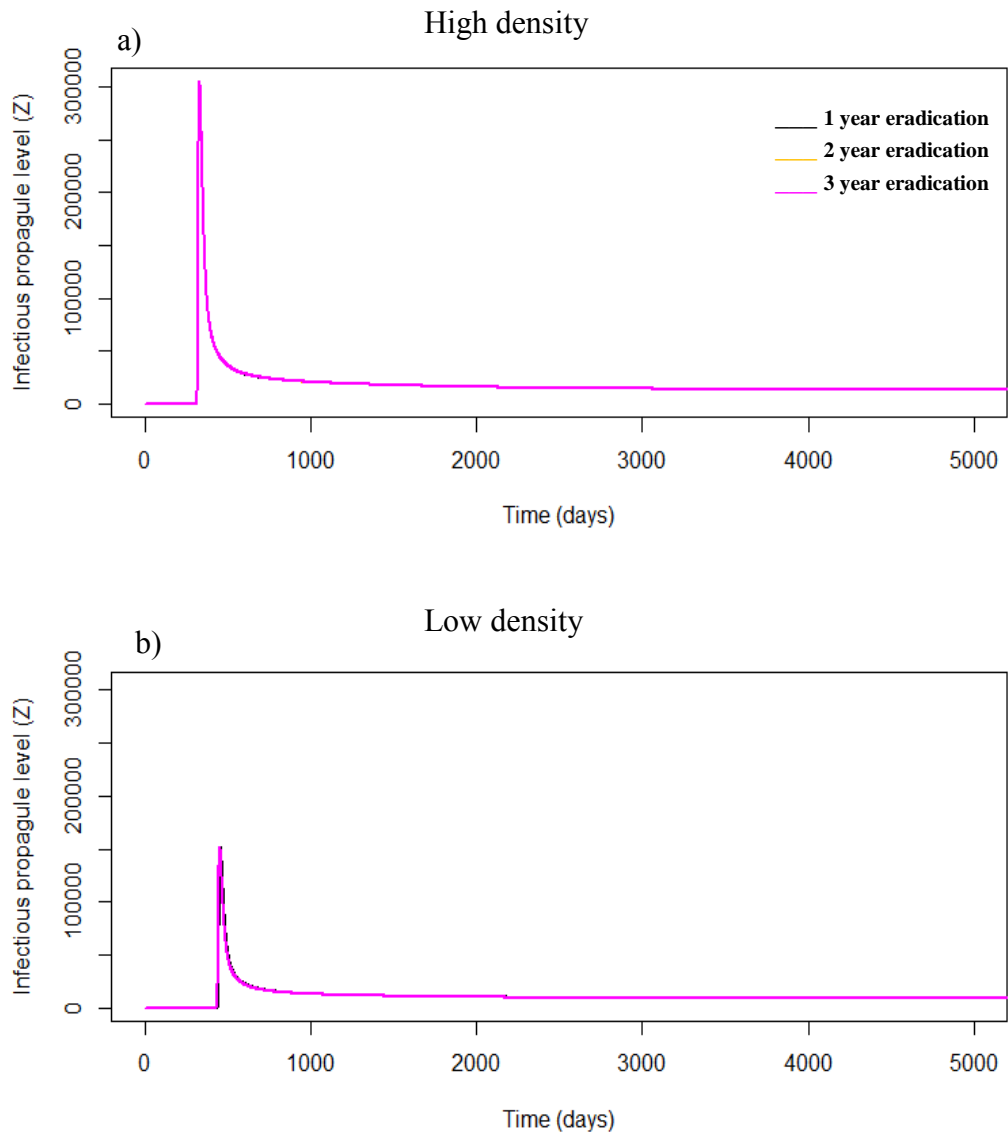 High density
a)
Infectious propagule level (Z)
300000
200000
100000
0
1 year eradication
2 year eradication
3 year eradication
0 1000 2000 3000 4000 5000
Time (days)
Low density
b)
Infectious propagule level (Z)
300000
200000
100000
0
0 1000 2000 3000 4000 5000
Time (days)